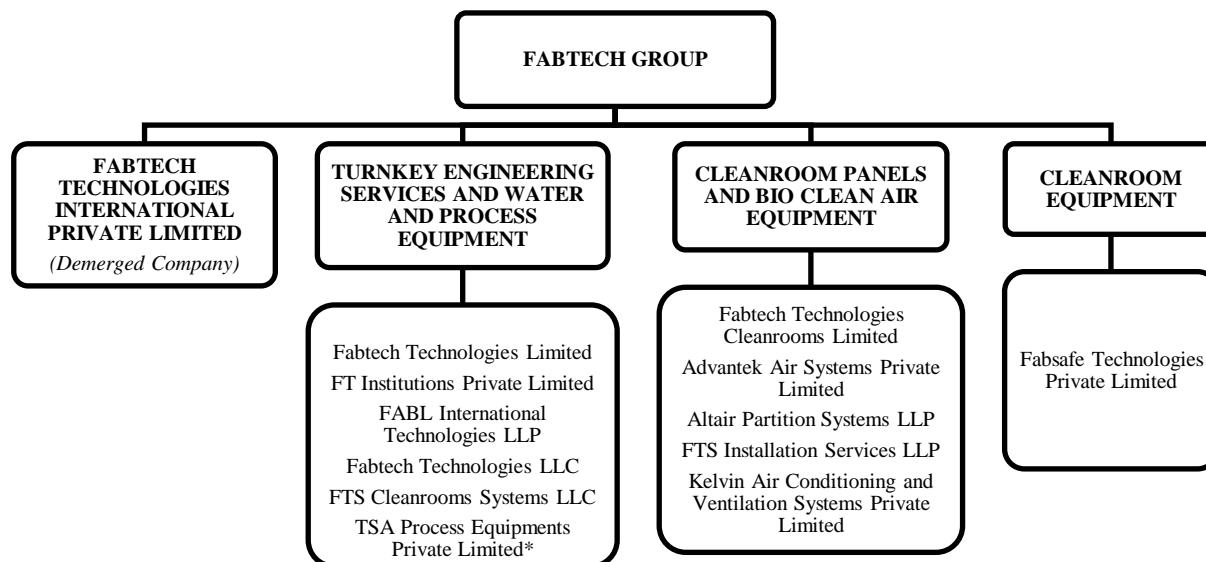 FABTECH GROUP
FABTECH
TECHNOLOGIES
INTERNATIONAL
PRIVATE LIMITED
(Demerged Company)
TURNKEY ENGINEERING
SERVICES AND WATER
AND PROCESS
EQUIPMENT
CLEANROOM PANELS
AND BIO CLEAN AIR
EQUIPMENT
CLEANROOM
EQUIPMENT
Fabtech Technologies Limited
FT Institutions Private Limited
FABL International
Technologies LLP
Fabtech Technologies LLC
FTS Cleanrooms Systems LLC
TSA Process Equipments
Private Limited*
Fabtech Technologies
Cleanrooms Limited
Advantek Air Systems Private
Limited
Altair Partition Systems LLP
FTS Installation Services LLP
Kelvin Air Conditioning and
Ventilation Systems Private
Limited
Fabsafe Technologies
Private Limited